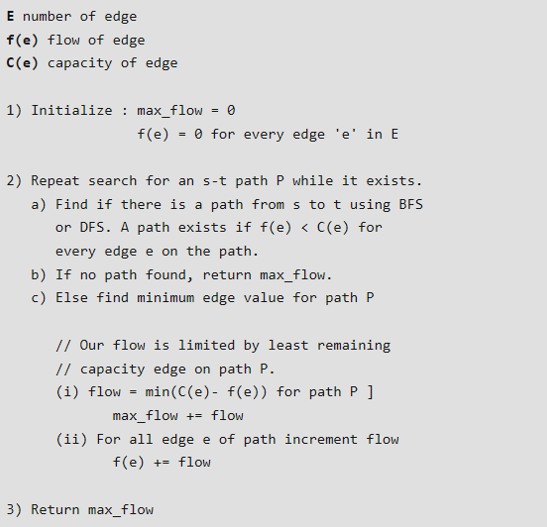 E number of edge
f(e) flow of edge
C(e) capacity of edge
1) Initialize : max_flow = 0
f(e) = 0 for every edge 'e' in E
2) Repeat search for an s-t path P while it exists.
a) Find if there is a path from s to t using BFS
or DFS. A path exists if f(e) < C(e) for
every edge e on the path.
b) If no path found, return max_flow.
c) Else find minimum edge value for path P
// Our flow is limited by least remaining
// capacity edge on path P.
(i) flow = min(C(e)- f(e)) for path P ]
max_flow += flow
(ii) For all edge e of path increment flow
f(e) += flow
3) Return max_flow